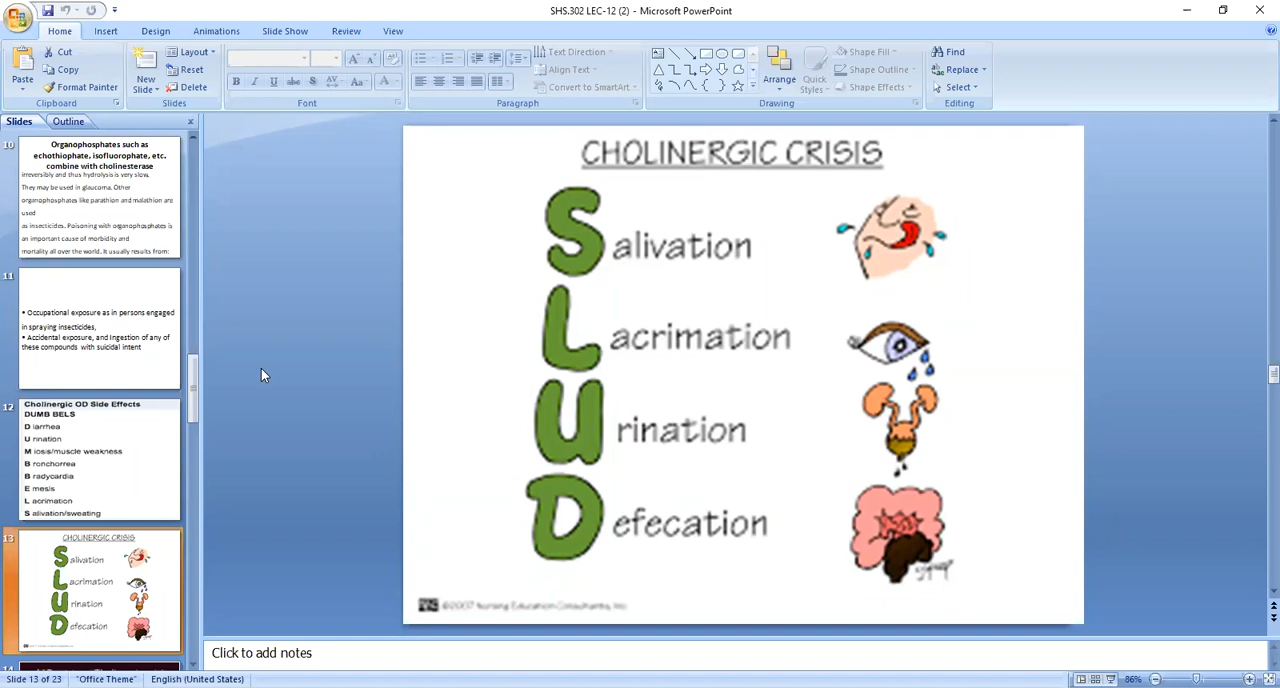 SHS.302 LEC-12 (2) - Microsoft PowerPoint
Home Insert Design Animations Slide Show Review View
Paste
Cut
Copy
Format Painter
Clipboard
New
Slide
Layout
Reset
Delete
Slides
B I U abc S AV Aa A
Font
Text Direction
Align Text
Convert to SmartArt
Paragraph
Arrange
Quick
Styles
Shape Fill
Shape Outline
Shape Effects
Drawing
Find
Replace
Select
Editing
Slides Outline
10
Organophosphates such as
echothiophate, isofluorophate, etc.
combine with cholinesterase
irreversibly and thus hydrolysis is very slow.
They may be used in glaucoma. Other
organophosphates like parathion and malathion are
used
as insecticides. Poisoning with organophosphates is
an important cause of morbidity and
mortality all over the world. It usually results from:
11
• Occupational exposure as in persons engaged
in spraying insecticides,
• Accidental exposure, and Ingestion of any of
these compounds with suicidal intent
12
Cholinergic OD Side Effects
DUMB BELS
D iarrhea
U rination
M iosis/muscle weakness
B ronchorrea
B radycardia
E mesis
L acrimation
S alivation/sweating
13
CHOLINERGIC CRISIS
Salivation
Lacrimation
Urination
Defecation
14
CHOLINERGIC CRISIS
Salivation
Lacrimation
Urination
Defecation
©2007 Nursing Education Consultants, Inc.
Click to add notes
Slide 13 of 23 "Office Theme" English (United States) 86%